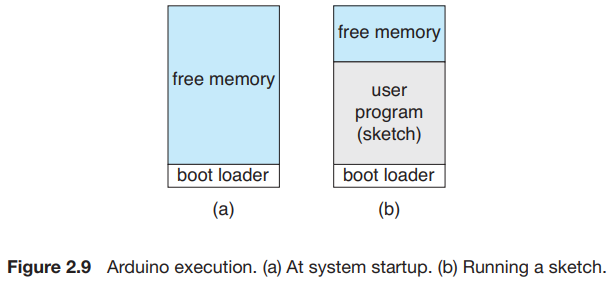 free memory
boot loader
(a)
free memory
user
program
(sketch)
boot loader
(b)
Figure 2.9 Arduino execution. (a) At system startup. (b) Running a sketch.